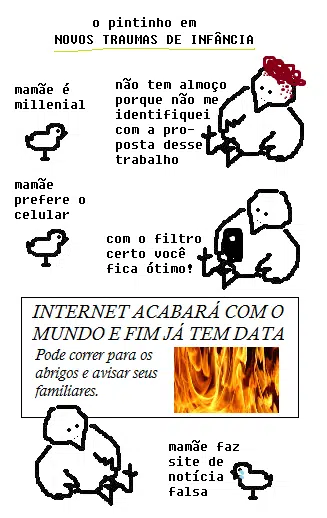 o pintinho em
NOVOS TRAUMAS DE INFÂNCIA
mamãe é
millenial
não tem almoço
porque não me
identifiquei
com a pro-
posta desse
trabalho
mamãe
prefere o
celular
com o filtro
certo você
fica ótimo!
INTERNET ACABARÁ COM O
MUNDO E FIM JÁ TEM DATA
Pode correr para os
abrigos e avisar seus
familiares.
mamãe faz
site de
notícia
falsa